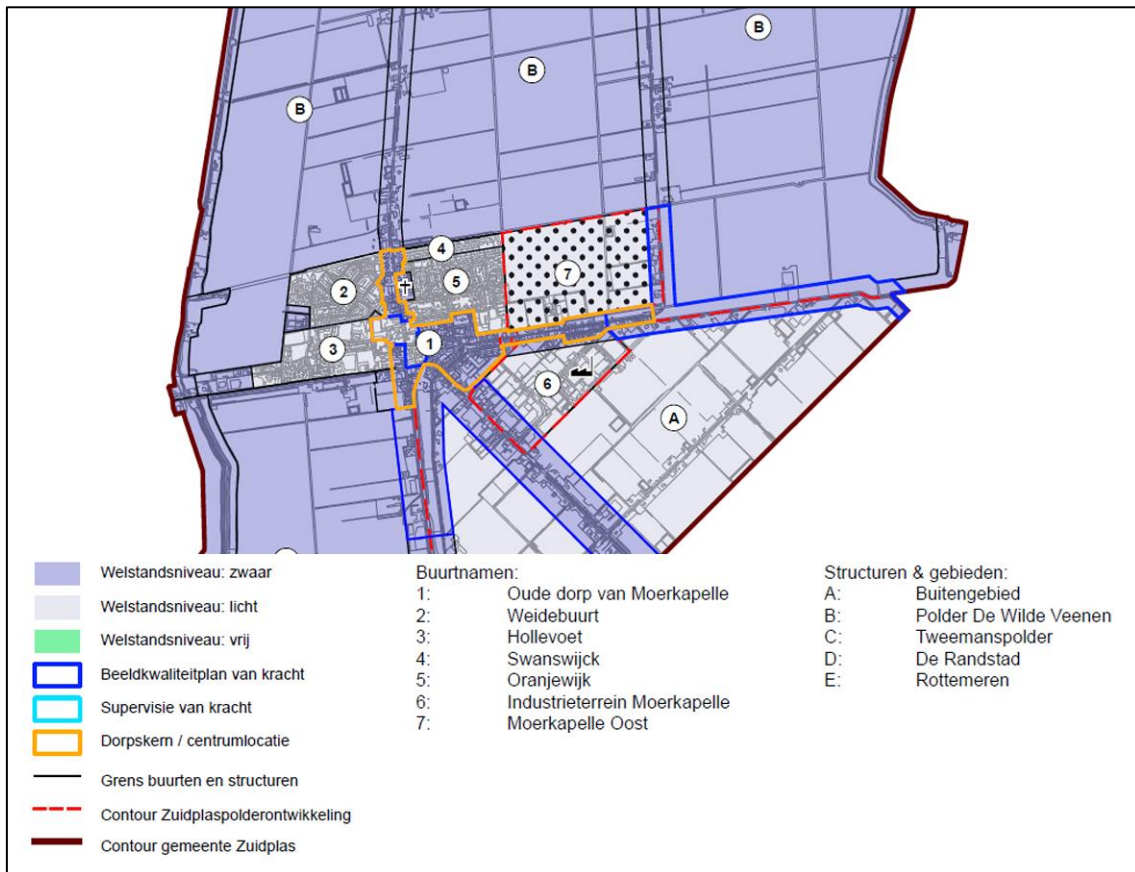 B
B
B
4
7
5
2
1
3
6
A
Welstandsniveau: zwaar
Welstandsniveau: licht
Welstandsniveau: vrij
Beeldkwaliteitplan van kracht
Supervisie van kracht
Dorpskern / centrumlocatie
Grens buurten en structuren
Contour Zuidplaspolderontwikkeling
Contour gemeente Zuidplas
Buurtnamen:
1: Oude dorp van Moerkapelle
2: Weidebuurt
3: Hollevoet
4: Swanswijck
5: Oranjewijk
6: Industrieterrein Moerkapelle
7: Moerkapelle Oost
Structuren & gebieden:
A: Buitengebied
B: Polder De Wilde Veenen
C: Tweemanspolder
D: De Randstad
E: Rottemeren